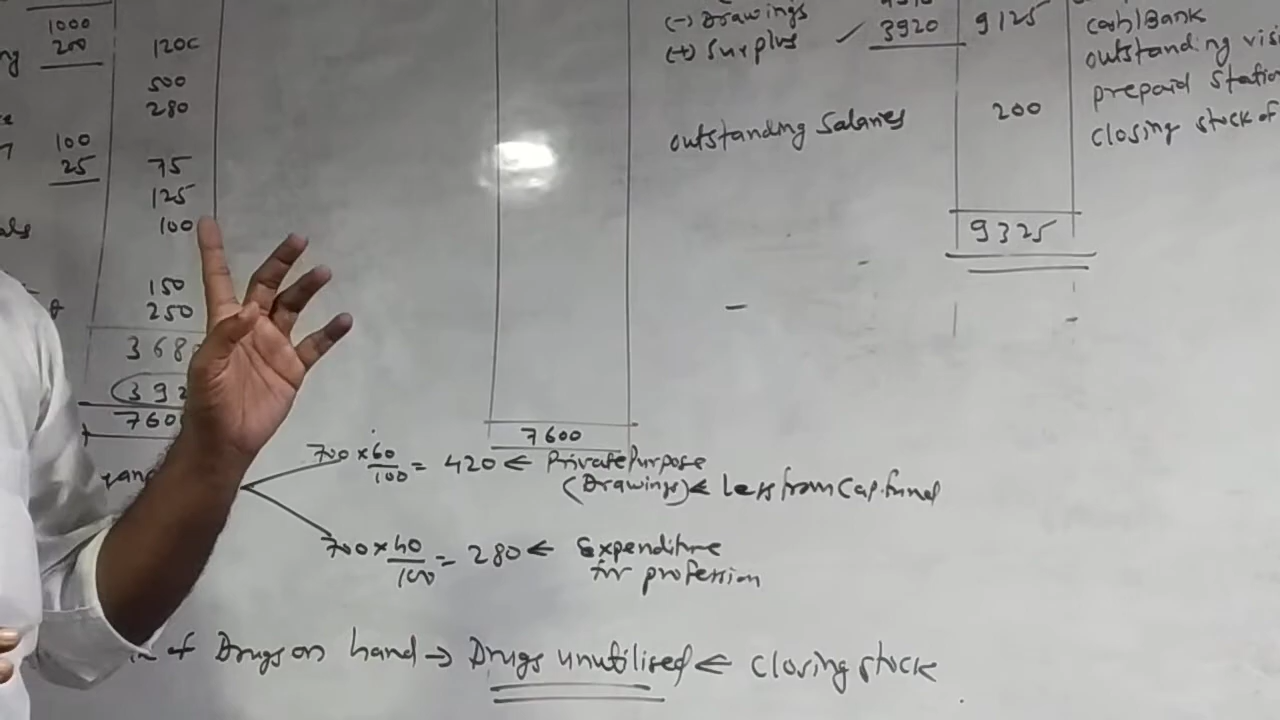 1000
200 1200
500
280
100
25 75
125
100
150
250
7600
(-) Drawings
(+) Surplus ✓ 3920 9125
outstanding Salaries 200
9325
cash/Bank
outstanding
prepaid
closing stock of
700 × 60/100 = 420 ← Private Purpose
(Drawings) ← Less from Cap. fund
700 × 40/100 = 280 ← Expenditure
for profession
of Drugs on hand → Drugs unutilised ← closing stock